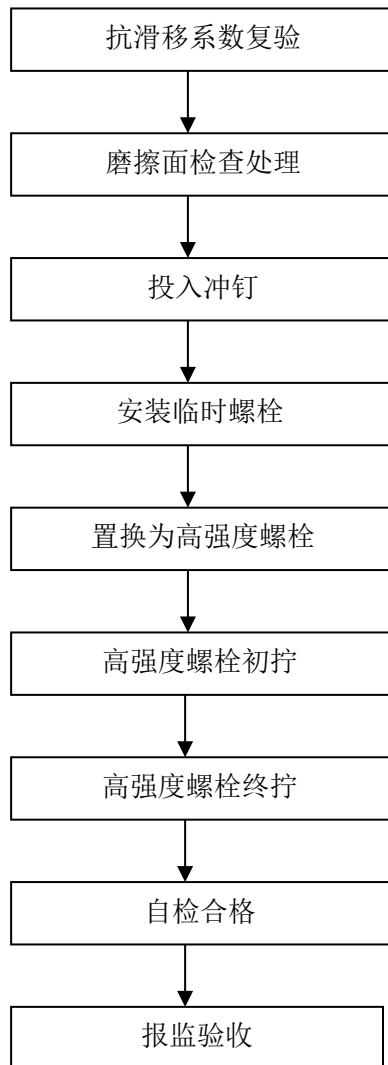 抗滑移系数复验
磨擦面检查处理
投入冲钉
安装临时螺栓
置换为高强度螺栓
高强度螺栓初拧
高强度螺栓终拧
自检合格
报监验收